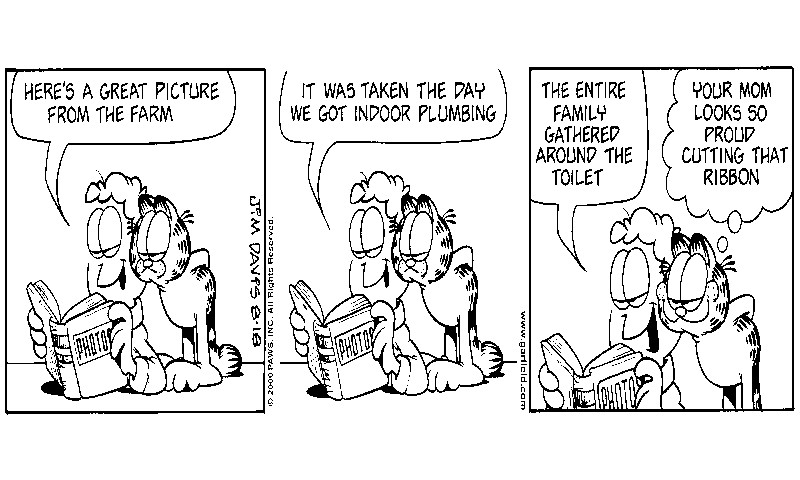 HERE'S A GREAT PICTURE
FROM THE FARM
PHOTOS
JIM DAVIS 8-18
© 2000 PAWS, INC. All Rights Reserved.
IT WAS TAKEN THE DAY
WE GOT INDOOR PLUMBING
PHOTO
THE ENTIRE
FAMILY
GATHERED
AROUND THE
TOILET
YOUR MOM
LOOKS SO
PROUD
CUTTING THAT
RIBBON
PHOTO
www.garfield.com